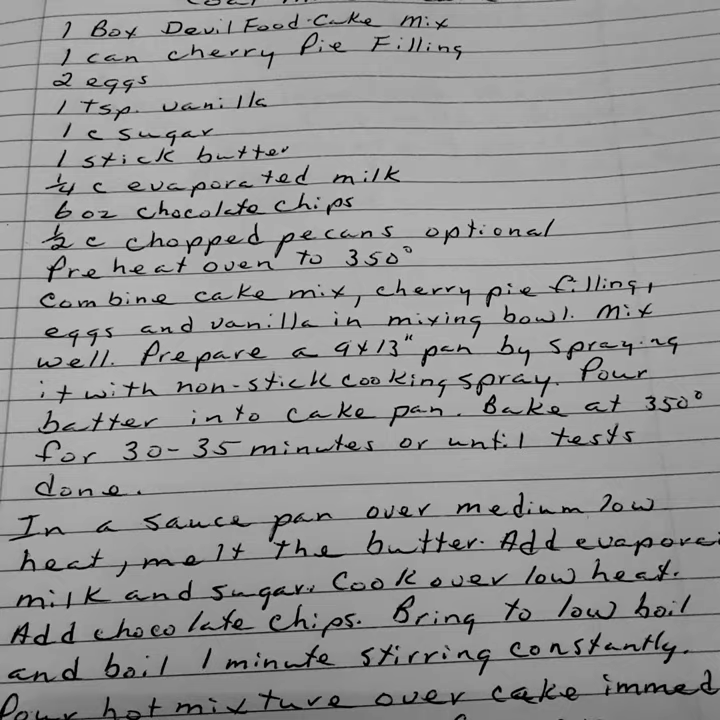 1 Box Devil Food Cake Mix
1 can cherry Pie Filling
2 eggs
1 tsp. vanilla
1 c sugar
1 stick butter
1/4 c evaporated milk
6 oz chocolate chips
1/2 c chopped pecans optional
Preheat oven to 350°
Combine cake mix, cherry pie filling,
eggs and vanilla in mixing bowl. Mix
well. Prepare a 9x13" pan by spraying
it with non-stick cooking spray. Pour
batter into cake pan. Bake at 350°
for 30-35 minutes or until tests
done.
In a sauce pan over medium low
heat, melt the butter. Add evapora
milk and sugar. Cook over low heat.
Add chocolate chips. Bring to low boil
and boil 1 minute stirring constantly.
Pour hot mixture over cake immed